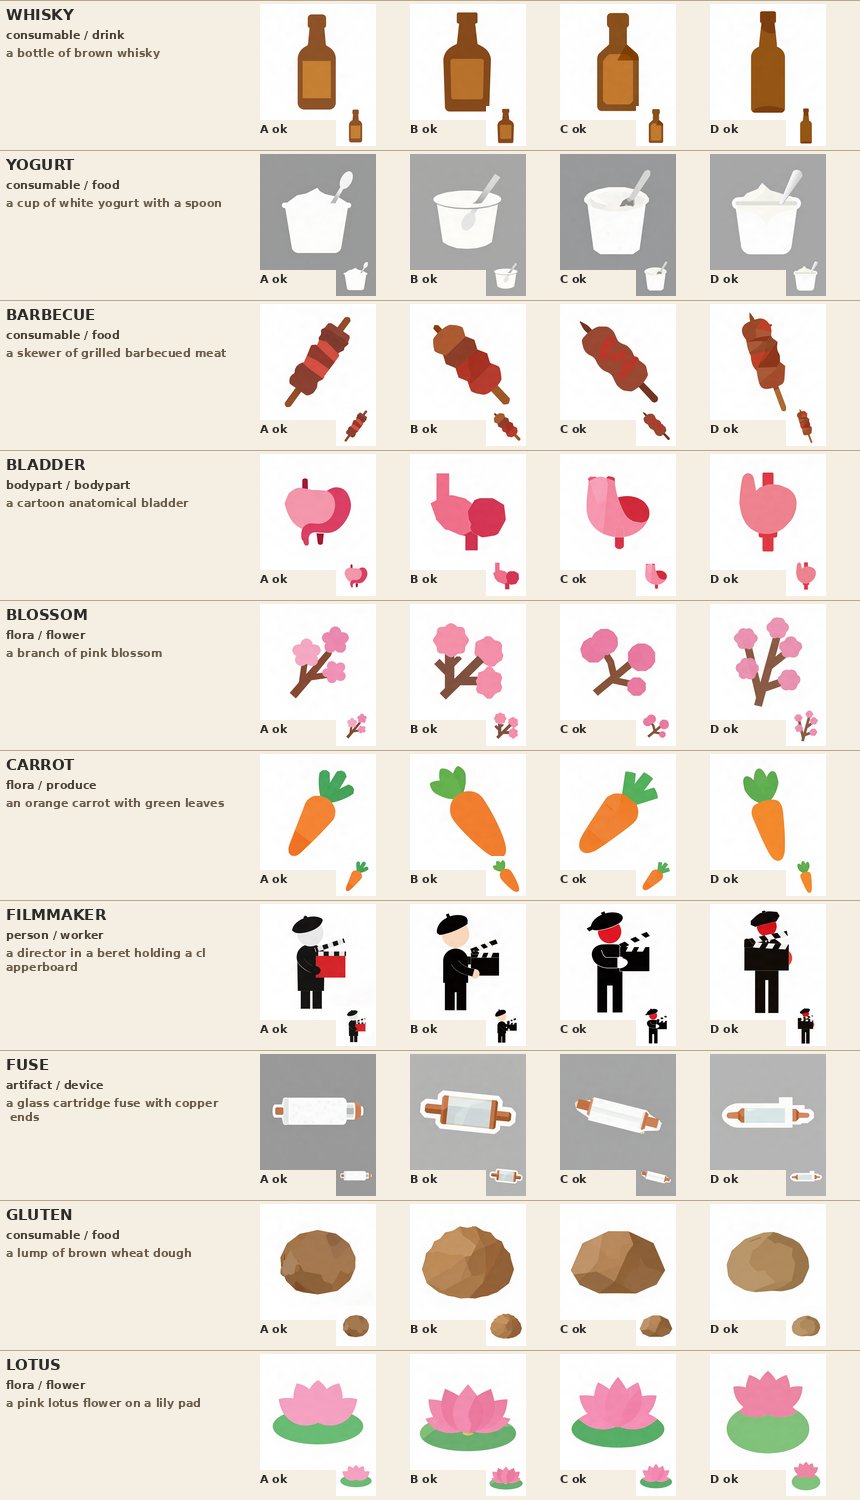 WHISKY
consumable / drink
a bottle of brown whisky
A ok
B ok
C ok
D ok
YOGURT
consumable / food
a cup of white yogurt with a spoon
A ok
B ok
C ok
D ok
BARBECUE
consumable / food
a skewer of grilled barbecued meat
A ok
B ok
C ok
D ok
BLADDER
bodypart / bodypart
a cartoon anatomical bladder
A ok
B ok
C ok
D ok
BLOSSOM
flora / flower
a branch of pink blossom
A ok
B ok
C ok
D ok
CARROT
flora / produce
an orange carrot with green leaves
A ok
B ok
C ok
D ok
FILMMAKER
person / worker
a director in a beret holding a cl
apperboard
A ok
B ok
C ok
D ok
FUSE
artifact / device
a glass cartridge fuse with copper
ends
A ok
B ok
C ok
D ok
GLUTEN
consumable / food
a lump of brown wheat dough
A ok
B ok
C ok
D ok
LOTUS
flora / flower
a pink lotus flower on a lily pad
A ok
B ok
C ok
D ok